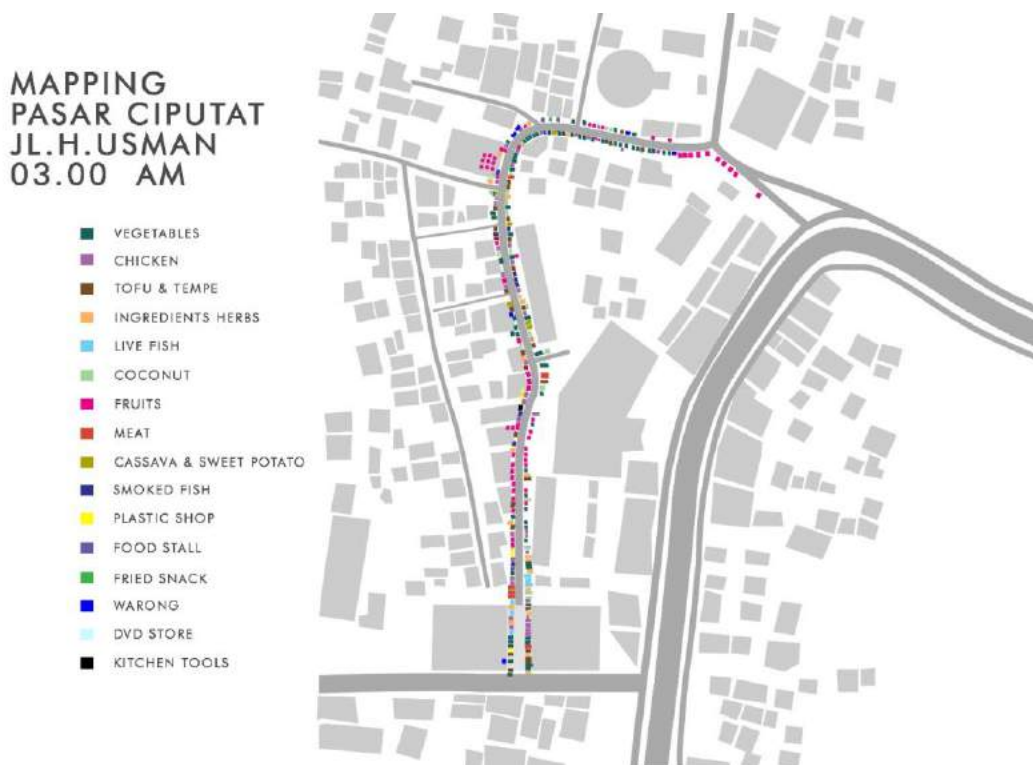 MAPPING
PASAR CIPUTAT
JL.H.USMAN
03.00 AM
VEGETABLES
CHICKEN
TOFU & TEMPE
INGREDIENTS HERBS
LIVE FISH
COCONUT
FRUITS
MEAT
CASSAVA & SWEET POTATO
SMOKED FISH
PLASTIC SHOP
FOOD STALL
FRIED SNACK
WARONG
DVD STORE
KITCHEN TOOLS